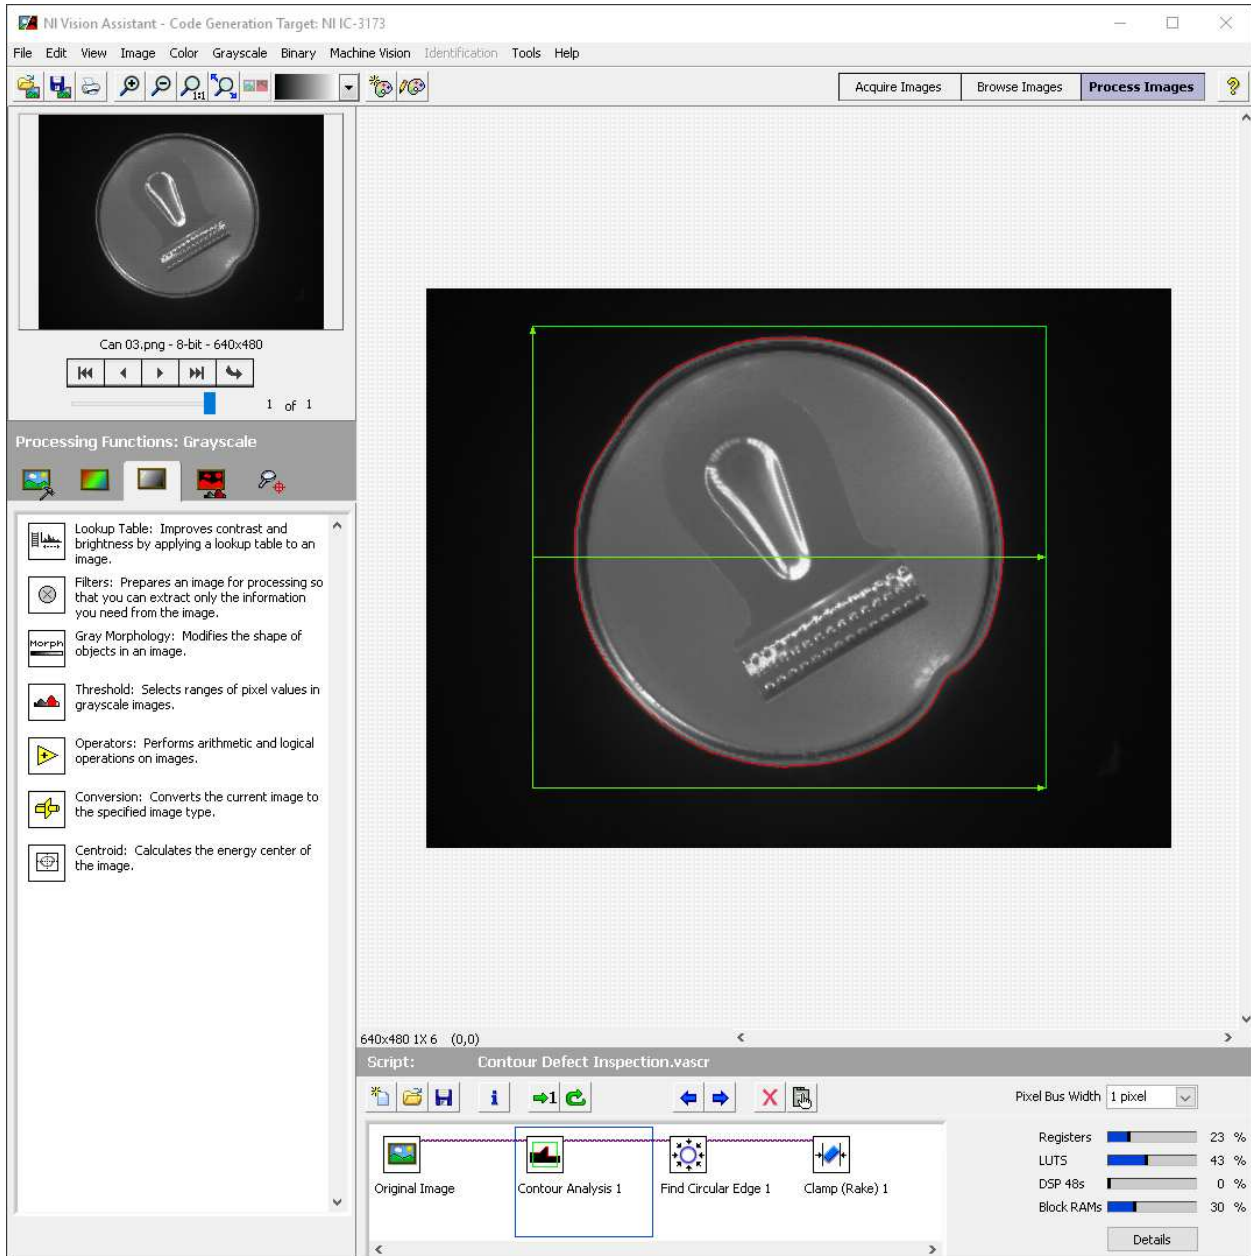 NI Vision Assistant - Code Generation Target: NI IC-3173
File Edit View Image Color Grayscale Binary Machine Vision Identification Tools Help
1:1
Acquire Images Browse Images Process Images
Can 03.png - 8-bit - 640x480
1 of 1
Processing Functions: Grayscale
Lookup Table: Improves contrast and
brightness by applying a lookup table to an
image.
Filters: Prepares an image for processing so
that you can extract only the information
you need from the image.
Morph
Gray Morphology: Modifies the shape of
objects in an image.
Threshold: Selects ranges of pixel values in
grayscale images.
Operators: Performs arithmetic and logical
operations on images.
Conversion: Converts the current image to
the specified image type.
Centroid: Calculates the energy center of
the image.
640x480 1X 6 (0,0)
Script: Contour Defect Inspection.vascr
1
Pixel Bus Width 1 pixel
Original Image
Contour Analysis 1
Find Circular Edge 1
Clamp (Rake) 1
Registers 23 %
LUTS 43 %
DSP 48s 0 %
Block RAMs 30 %
Details